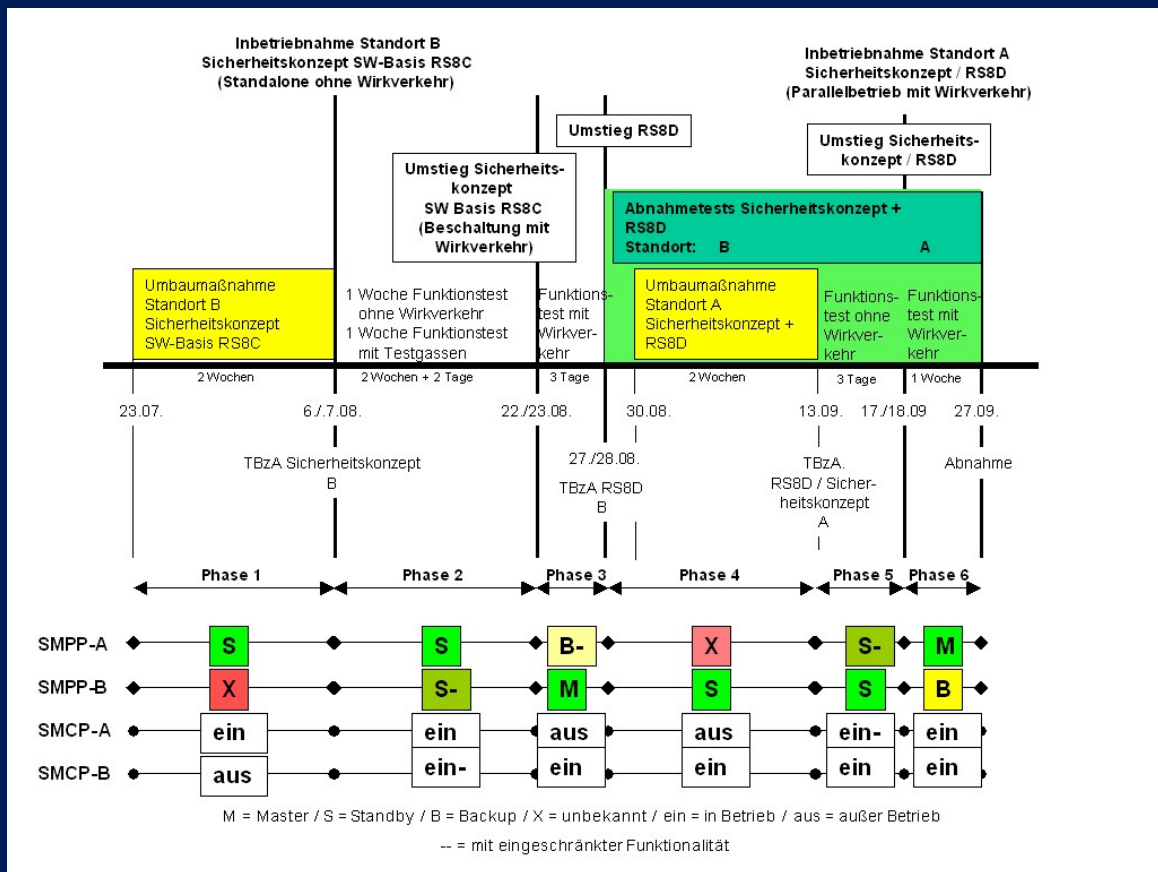 Inbetriebnahme Standort B
Sicherheitskonzept SW-Basis RS8C
(Standalone ohne Wirkverkehr)
Inbetriebnahme Standort A
Sicherheitskonzept / RS8D
(Parallelbetrieb mit Wirkverkehr)
Umstieg RS8D
Umstieg Sicherheits-
konzept / RS8D
Umstieg Sicherheits-
konzept
SW Basis RS8C
(Beschaltung mit
Wirkverkehr)
Abnahmetests Sicherheitskonzept +
RS8D
Standort: B A
Umbaumaßnahme
Standort B
Sicherheitskonzept
SW-Basis RS8C
1 Woche Funktionstest
ohne Wirkverkehr
1 Woche Funktionstest
mit Testgassen
Funktions-
test mit
Wirkver-
kehr
Umbaumaßnahme
Standort A
Sicherheitskonzept +
RS8D
Funktions-
test ohne
Wirkver-
kehr
Funktions-
test mit
Wirkver-
kehr
2 Wochen 2 Wochen + 2 Tage 3 Tage 2 Wochen 3 Tage 1 Woche
23.07. 6./.7.08. 22./23.08. 30.08. 13.09. 17./18.09 27.09.
TBzA Sicherheitskonzept
B
27./28.08.
TBzA RS8D
B
TBzA.
RS8D / Sicher-
heitskonzept
A
Abnahme
Phase 1 Phase 2 Phase 3 Phase 4 Phase 5 Phase 6
SMPP-A S S B- X S- M
SMPP-B X S- M S S B
SMCP-A ein ein aus aus ein- ein
SMCP-B aus ein- ein ein ein ein
M = Master / S = Standby / B = Backup / X = unbekannt / ein = in Betrieb / aus = außer Betrieb
-- = mit eingeschränkter Funktionalität